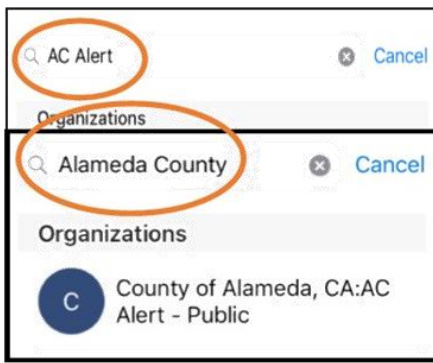 AC Alert Cancel
Organizations
Alameda County Cancel
Organizations
C
County of Alameda, CA:AC
Alert - Public